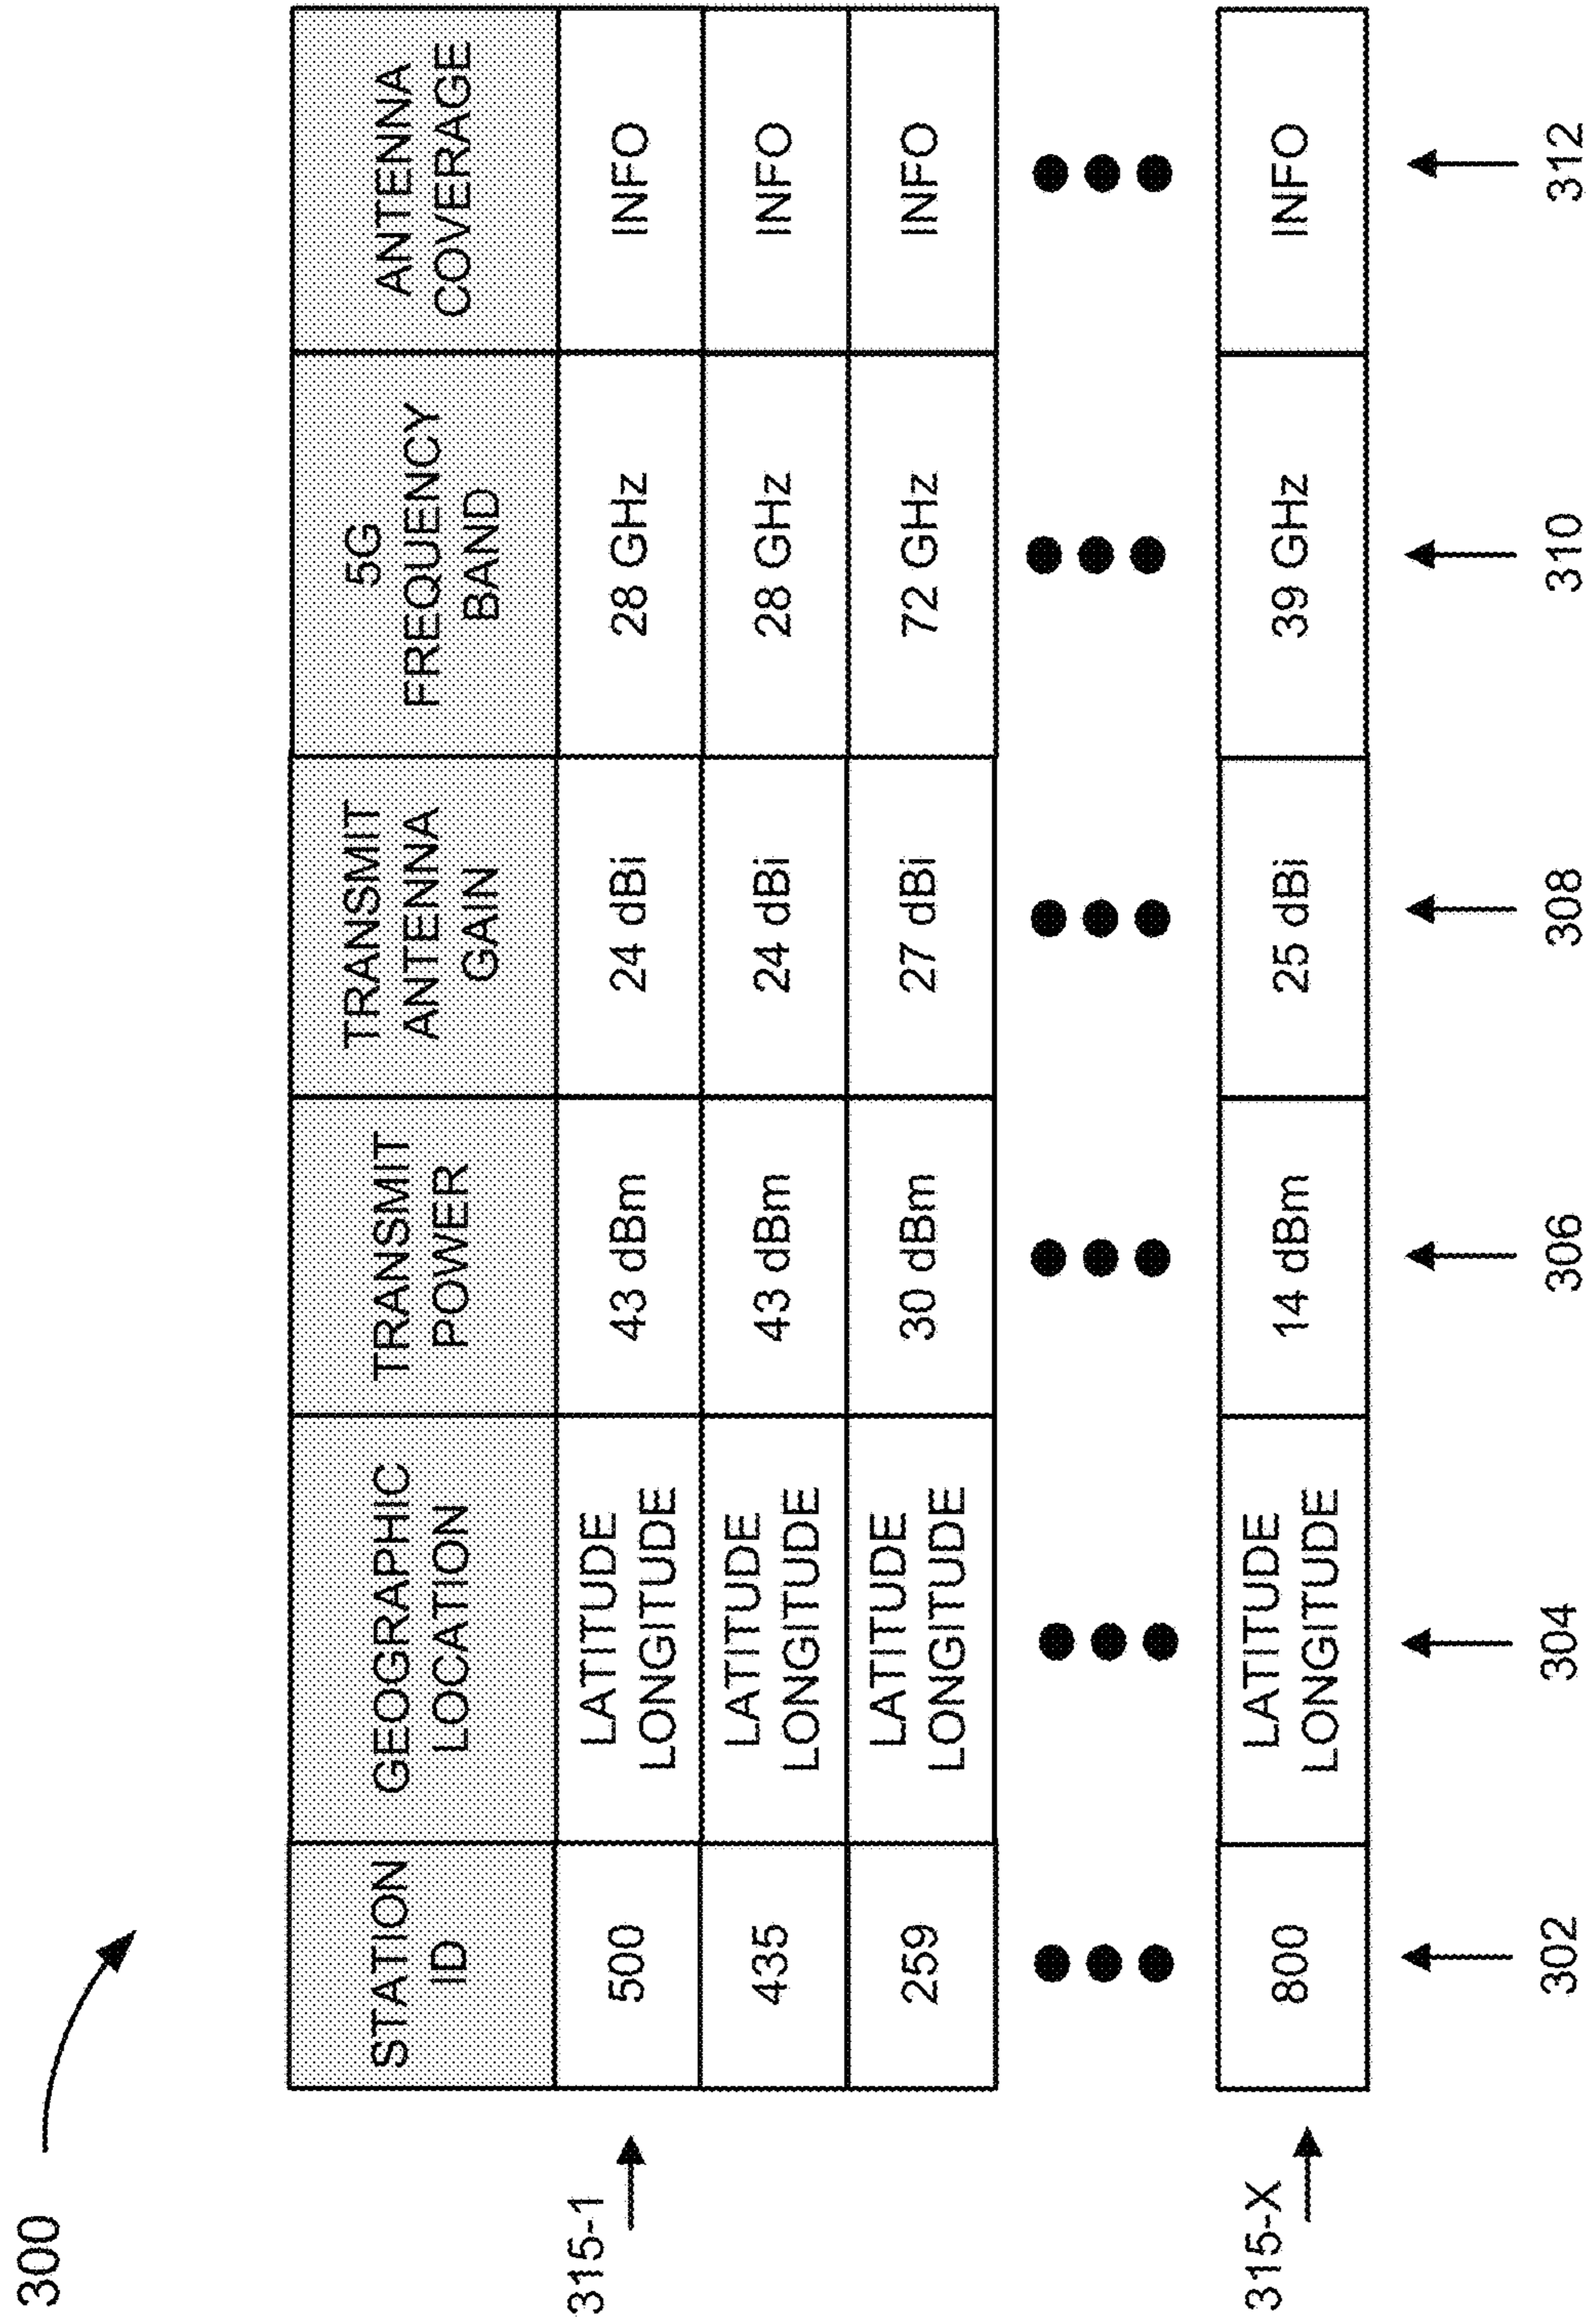 300
STATION
ID
GEOGRAPHIC
LOCATION
TRANSMIT
POWER
TRANSMIT
ANTENNA
GAIN
5G
FREQUENCY
BAND
ANTENNA
COVERAGE
315-1
500
LATITUDE
LONGITUDE
43 dBm
24 dBi
28 GHz
INFO
435
LATITUDE
LONGITUDE
43 dBm
24 dBi
28 GHz
INFO
259
LATITUDE
LONGITUDE
30 dBm
27 dBi
72 GHz
INFO
315-X
800
LATITUDE
LONGITUDE
14 dBm
25 dBi
39 GHz
INFO
302
304
306
308
310
312